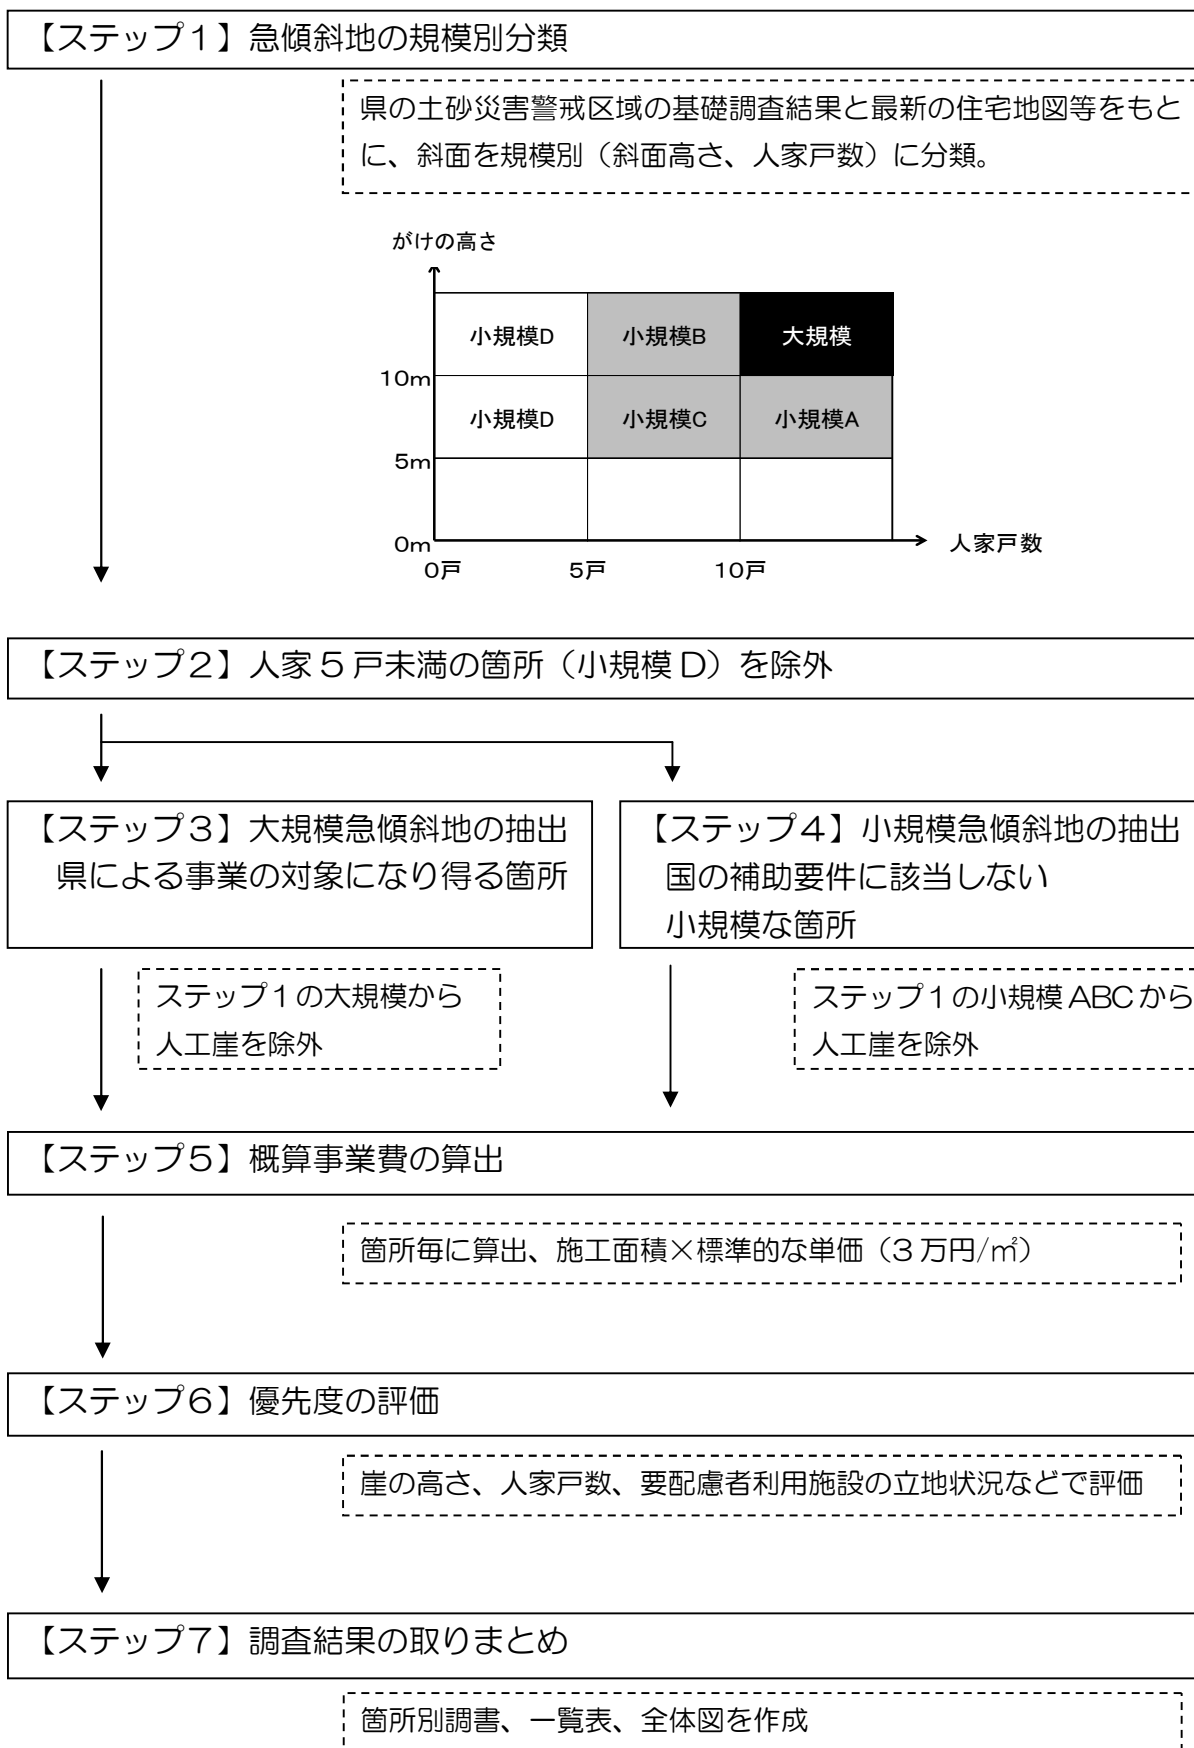 【ステップ１】急傾斜地の規模別分類
県の土砂災害警戒区域の基礎調査結果と最新の住宅地図等をもと
に、斜面を規模別（斜面高さ、人家戸数）に分類。
がけの高さ
小規模D 小規模B 大規模
10m
小規模D 小規模C 小規模A
5m
0m
人家戸数
0戸 5戸 10戸
【ステップ２】人家５戸未満の箇所（小規模Ｄ）を除外
【ステップ３】大規模急傾斜地の抽出
県による事業の対象になり得る箇所
【ステップ４】小規模急傾斜地の抽出
国の補助要件に該当しない
小規模な箇所
ステップ１の大規模から
人工崖を除外
ステップ１の小規模ABCから
人工崖を除外
【ステップ５】概算事業費の算出
箇所毎に算出、施工面積×標準的な単価（３万円/㎡）
【ステップ６】優先度の評価
崖の高さ、人家戸数、要配慮者利用施設の立地状況などで評価
【ステップ７】調査結果の取りまとめ
箇所別調書、一覧表、全体図を作成